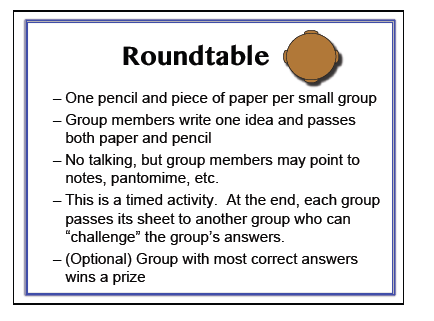 Roundtable
– One pencil and piece of paper per small group
– Group members write one idea and passes
both paper and pencil
– No talking, but group members may point to
notes, pantomime, etc.
– This is a timed activity.  At the end, each group
passes its sheet to another group who can
“challenge” the group’s answers.
– (Optional) Group with most correct answers
wins a prize